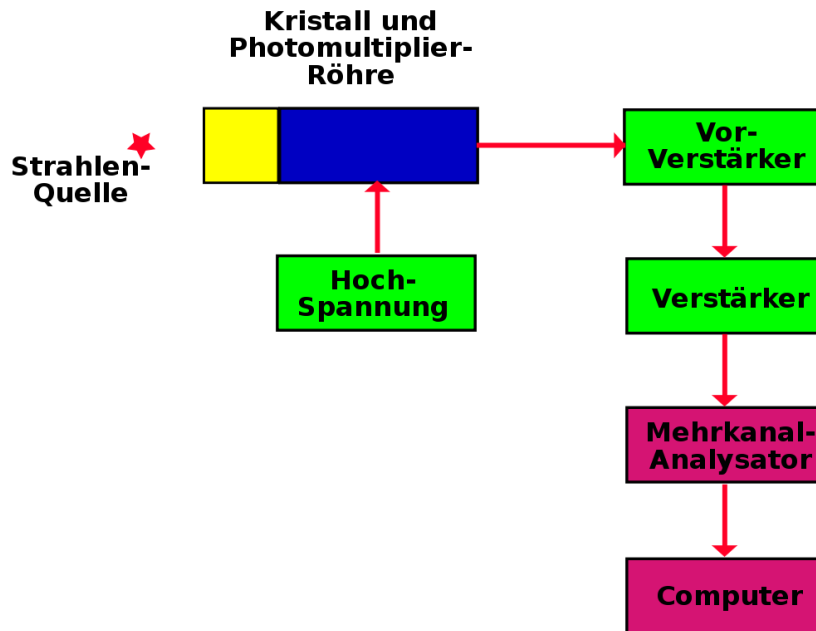 Kristall und
Photomultiplier-
Röhre
Strahlen-
Quelle
Vor-
Verstärker
Hoch-
Spannung
Verstärker
Mehrkanal-
Analysator
Computer